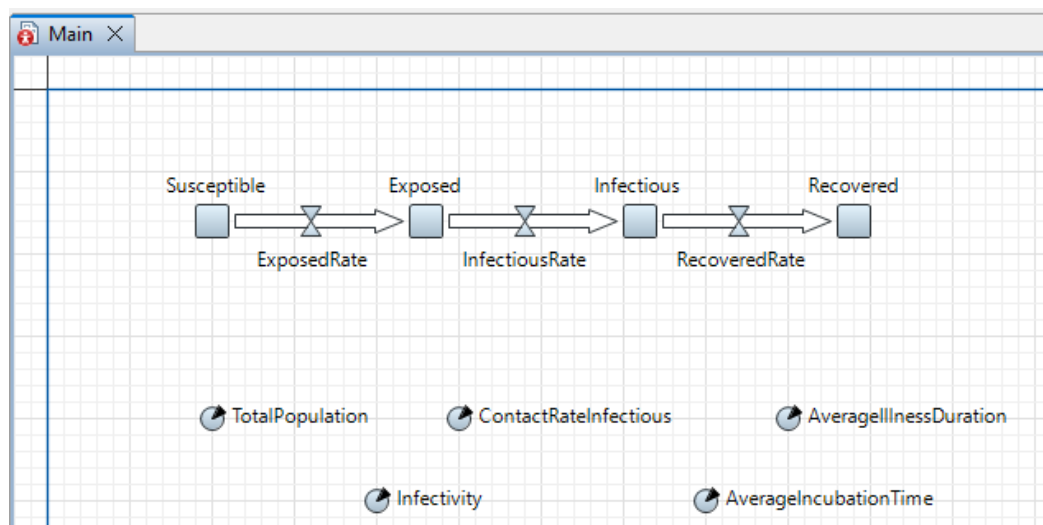 Main
Susceptible
Exposed
Infectious
Recovered
ExposedRate
InfectiousRate
RecoveredRate
TotalPopulation
ContactRateInfectious
AverageIllnessDuration
Infectivity
AverageIncubationTime